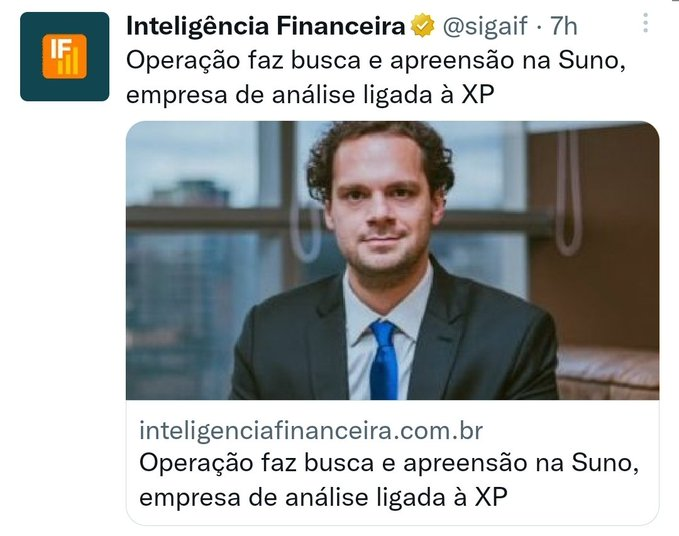 IF
Inteligência Financeira @sigaif · 7h
Operação faz busca e apreensão na Suno,
empresa de análise ligada à XP
inteligenciafinanceira.com.br
Operação faz busca e apreensão na Suno,
empresa de análise ligada à XP